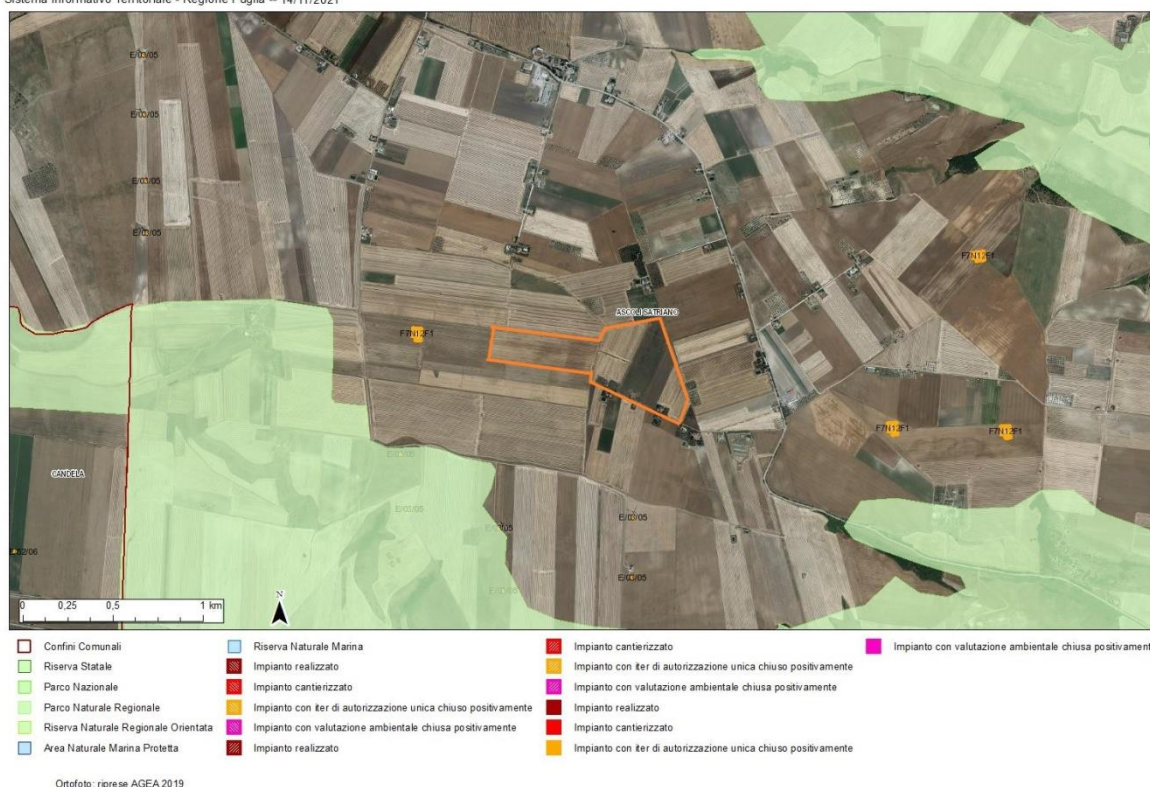 Sistema Informativo Territoriale - Regione Puglia -- 14/11/2021
E/03/05
E/03/05
E/03/05
E/03/05
F7N12F1
ASCOLI SATRIANO
F7N12F1
F7N12F1
F7N12F1
E/03/05
CANDELA
E/03/05
E/03/05
E/03/05
N
0 0,25 0,5 1 km
Confini Comunali
Riserva Statale
Parco Nazionale
Parco Naturale Regionale
Riserva Naturale Regionale Orientata
Area Naturale Marina Protetta
Riserva Naturale Marina
Impianto realizzato
Impianto cantierizzato
Impianto con iter di autorizzazione unica chiuso positivamente
Impianto con valutazione ambientale chiusa positivamente
Impianto realizzato
Impianto cantierizzato
Impianto con iter di autorizzazione unica chiuso positivamente
Impianto con valutazione ambientale chiusa positivamente
Impianto realizzato
Impianto cantierizzato
Impianto con iter di autorizzazione unica chiuso positivamente
Impianto con valutazione ambientale chiusa positivament
Ortofoto: riprese AGEA 2019